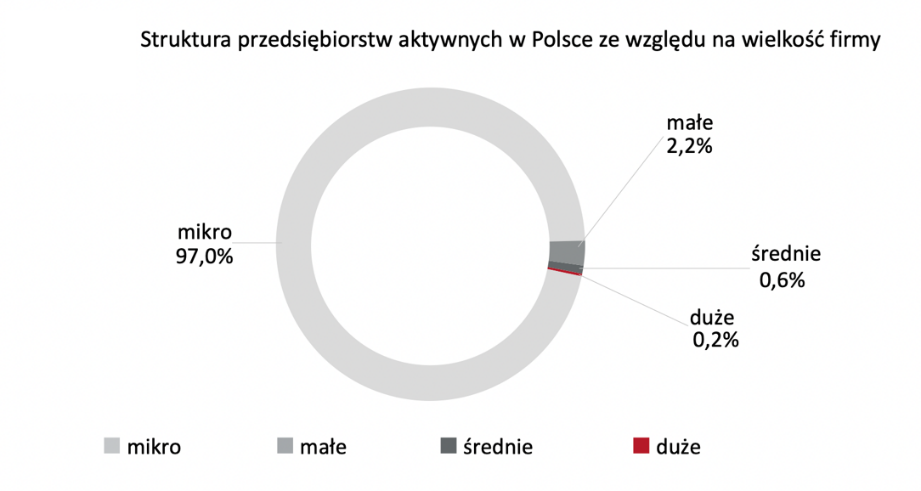 Struktura przedsiębiorstw aktywnych w Polsce ze względu na wielkość firmy
małe
2,2%
mikro
97,0%
średnie
0,6%
duże
0,2%
mikro małe średnie duże